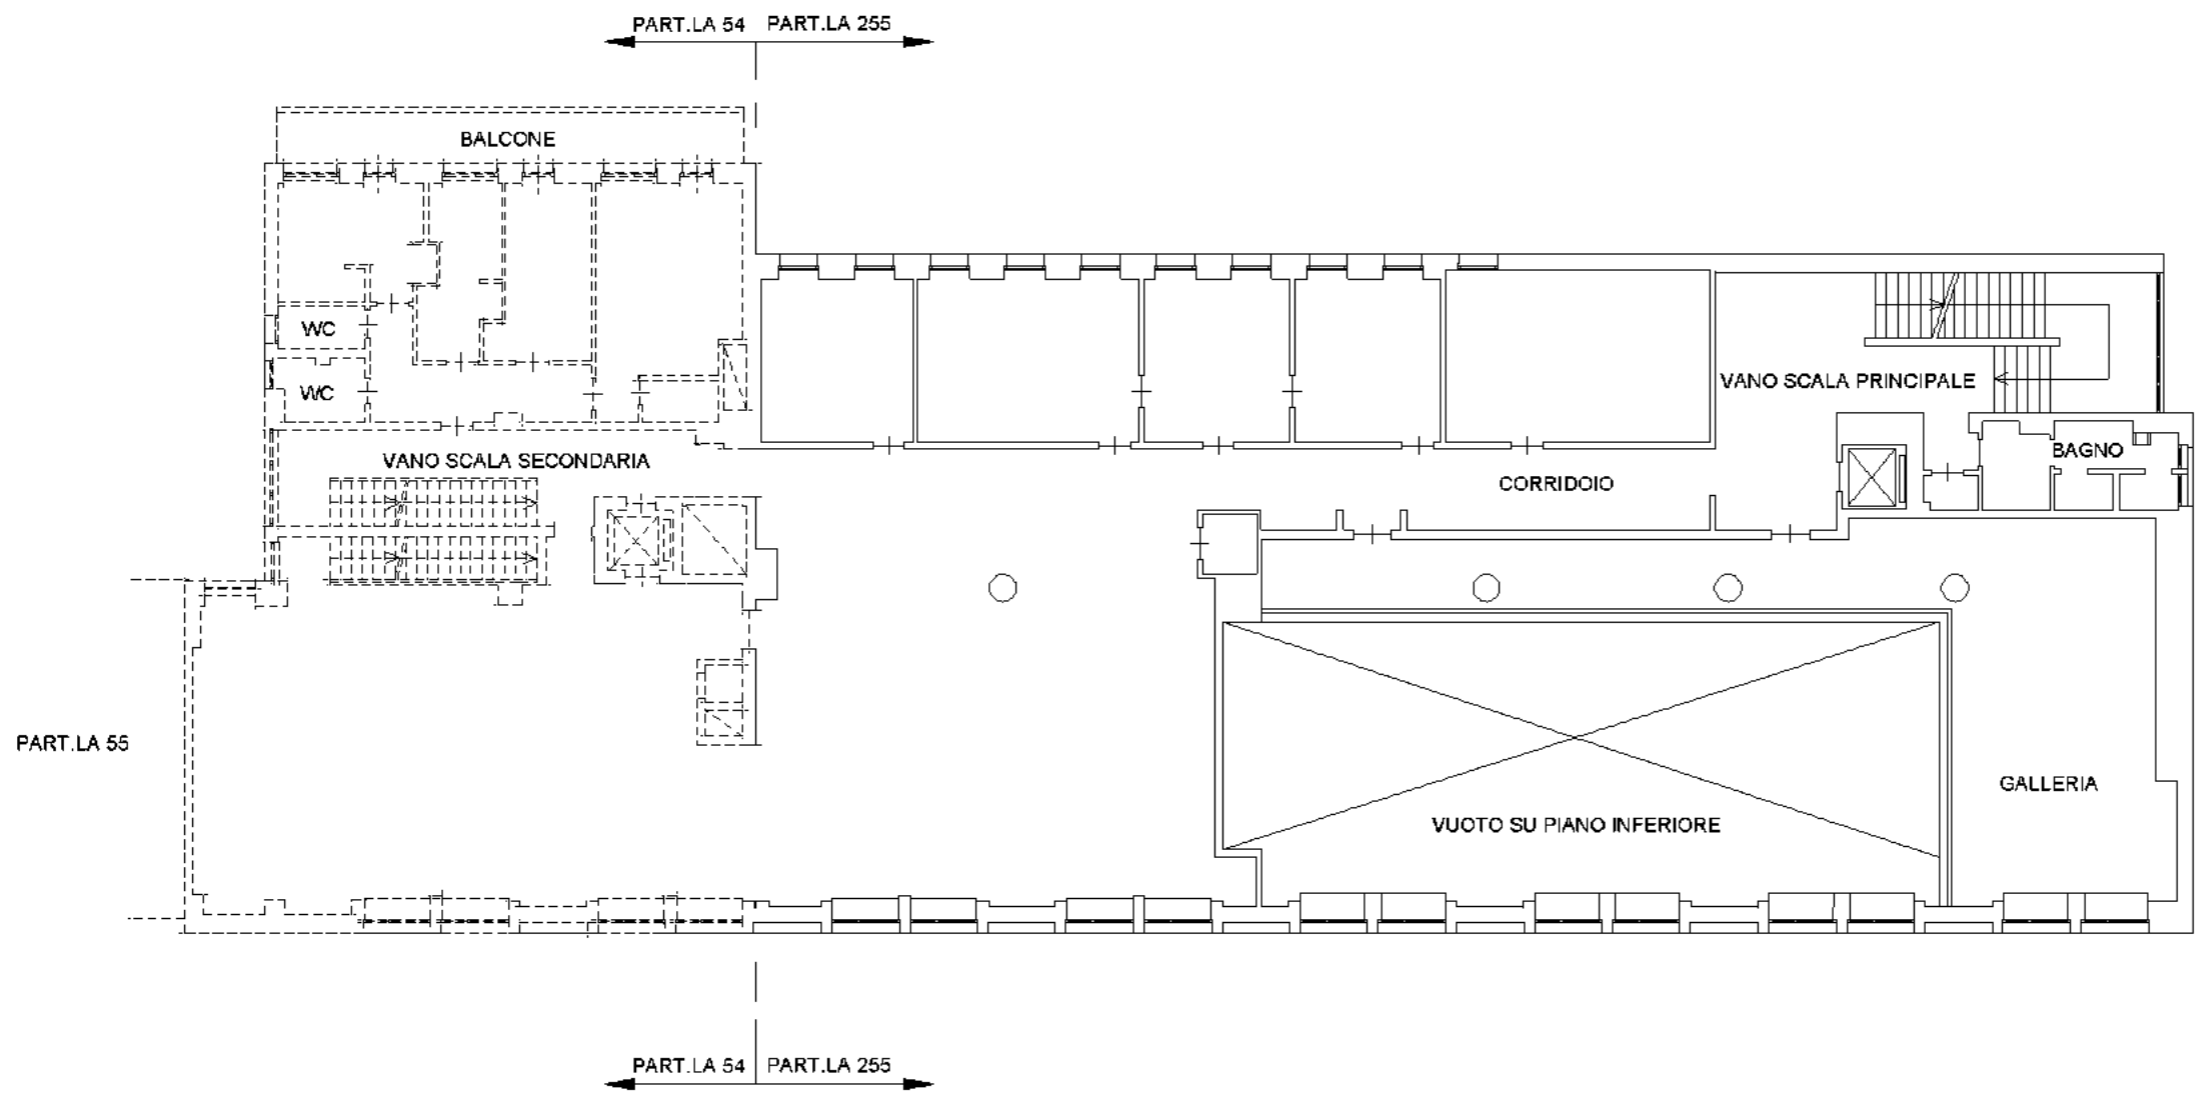 PART.LA 54 PART.LA 255
BALCONE
WC
WC
VANO SCALA PRINCIPALE
BAGNO
VANO SCALA SECONDARIA
CORRIDOIO
PART.LA 55
GALLERIA
VUOTO SU PIANO INFERIORE
PART.LA 54 PART.LA 255